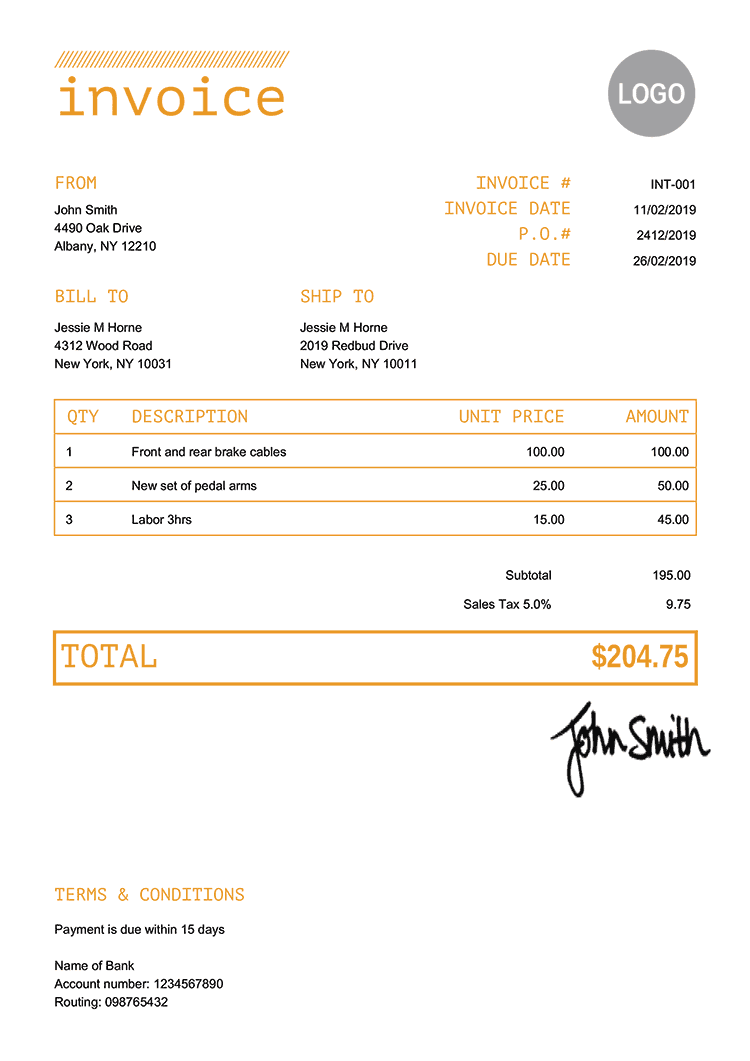 invoice
LOGO
FROM
John Smith
4490 Oak Drive
Albany, NY 12210
INVOICE # INT-001
INVOICE DATE 11/02/2019
P.O.# 2412/2019
DUE DATE 26/02/2019
BILL TO
Jessie M Horne
4312 Wood Road
New York, NY 10031
SHIP TO
Jessie M Horne
2019 Redbud Drive
New York, NY 10011
QTY DESCRIPTION UNIT PRICE AMOUNT
1 Front and rear brake cables 100.00 100.00
2 New set of pedal arms 25.00 50.00
3 Labor 3hrs 15.00 45.00
Subtotal 195.00
Sales Tax 5.0% 9.75
TOTAL $204.75
John Smith
TERMS & CONDITIONS
Payment is due within 15 days
Name of Bank
Account number: 1234567890
Routing: 098765432